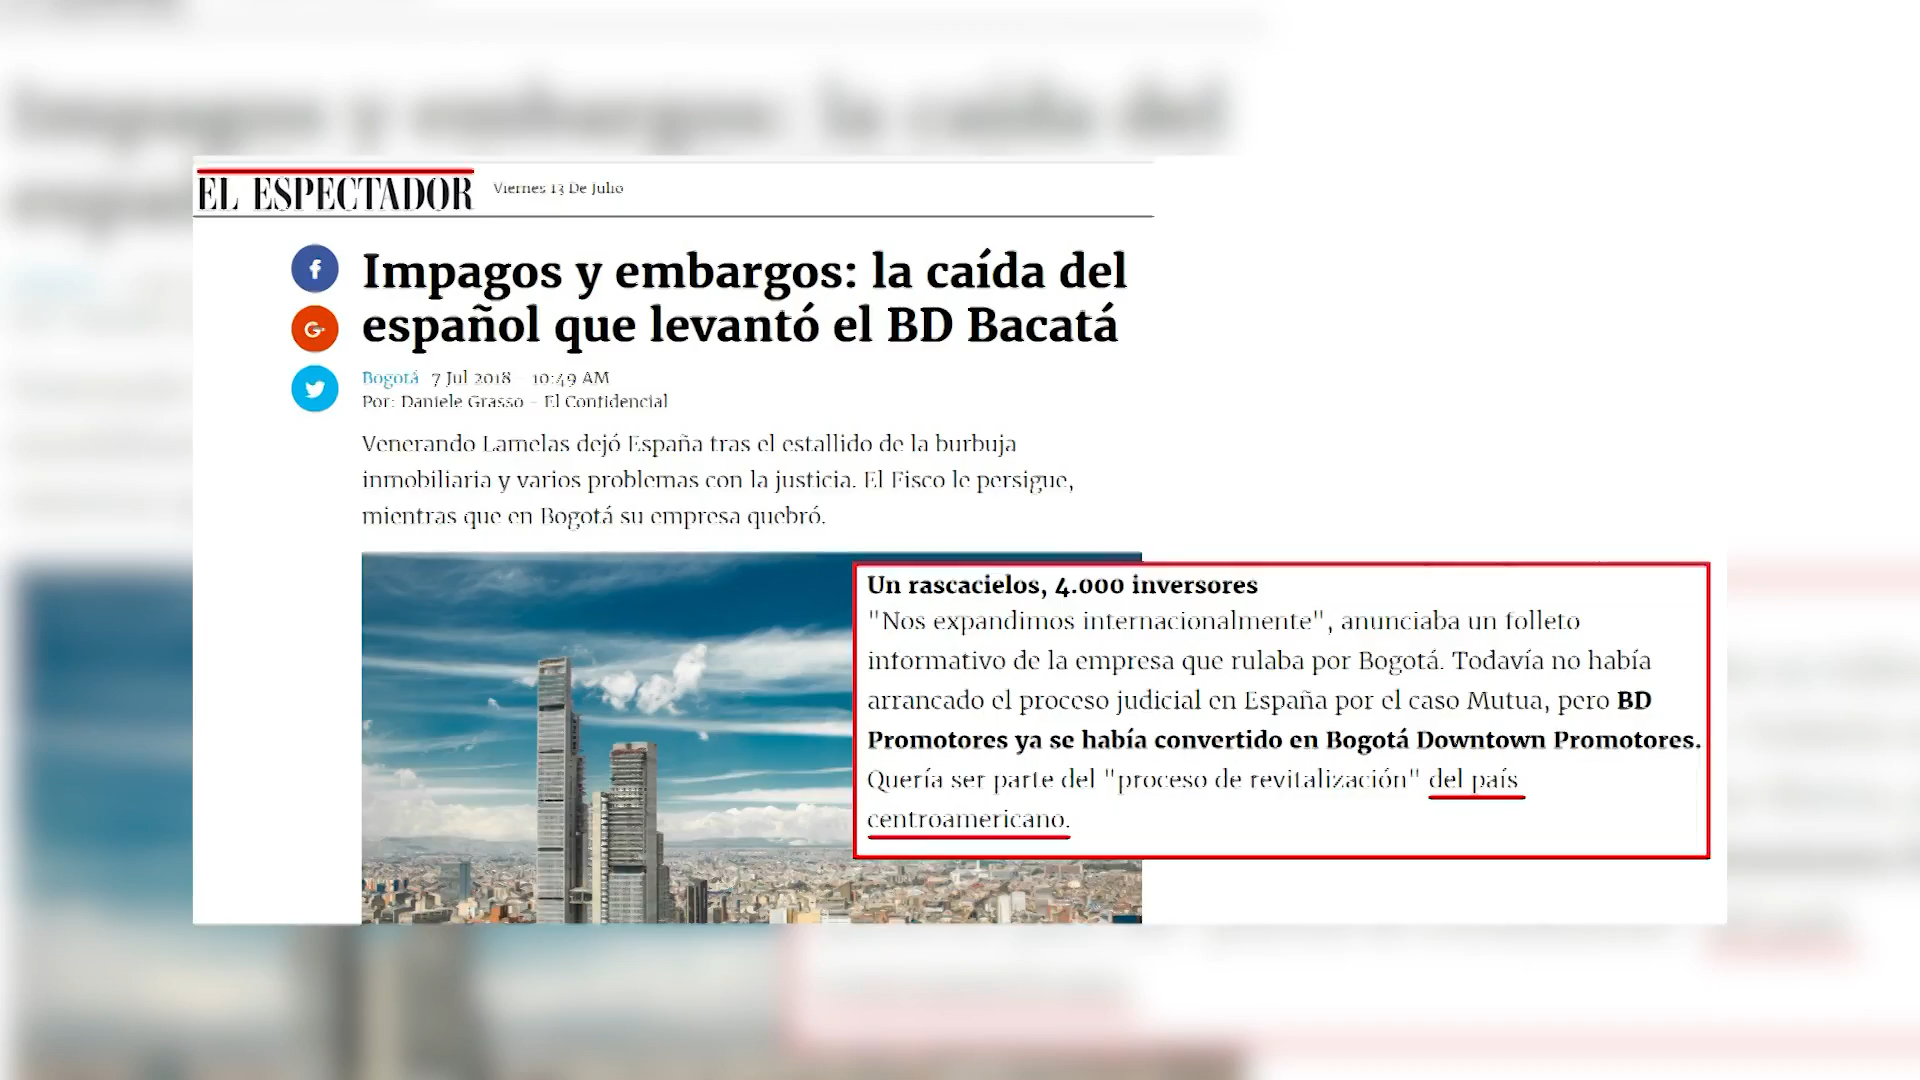 EL ESPECTADOR
Viernes 13 De Julio
Impagos y embargos: la caída del
español que levantó el BD Bacatá
Bogotá 7 Jul 2018 - 10:49 AM
Por: Daniele Grasso - El Confidencial
Venerando Lamelas dejó España tras el estallido de la burbuja
inmobiliaria y varios problemas con la justicia. El Fisco le persigue,
mientras que en Bogotá su empresa quebró.
Un rascacielos, 4.000 inversores
"Nos expandimos internacionalmente", anunciaba un folleto
informativo de la empresa que rulaba por Bogotá. Todavía no había
arrancado el proceso judicial en España por el caso Mutua, pero BD
Promotores ya se había convertido en Bogotá Downtown Promotores.
Quería ser parte del "proceso de revitalización" del país
centroamericano.